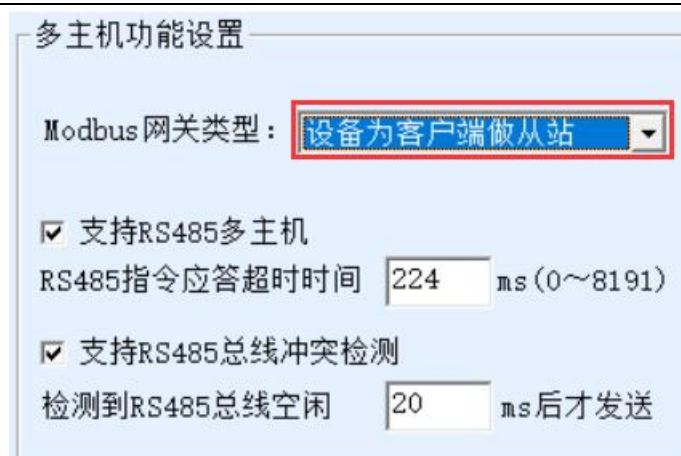 多主机功能设置
Modbus网关类型： 设备为客户端做从站
支持RS485多主机
RS485指令应答超时时间 224 ms(0～8191)
支持RS485总线冲突检测
检测到RS485总线空闲 20 ms后才发送